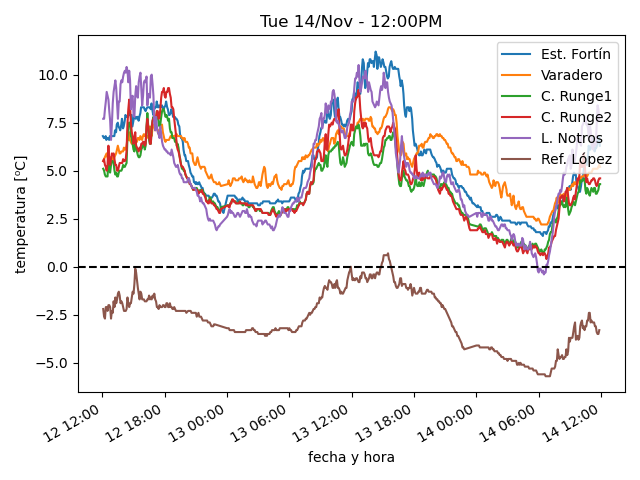 Tue 14/Nov - 12:00PM
temperatura [ºC]
10.0
7.5
5.0
2.5
0.0
−2.5
−5.0
Est. Fortín
Varadero
C. Runge1
C. Runge2
L. Notros
Ref. López
12 12:00
12 18:00
13 00:00
13 06:00
13 12:00
13 18:00
14 00:00
14 06:00
14 12:00
fecha y hora